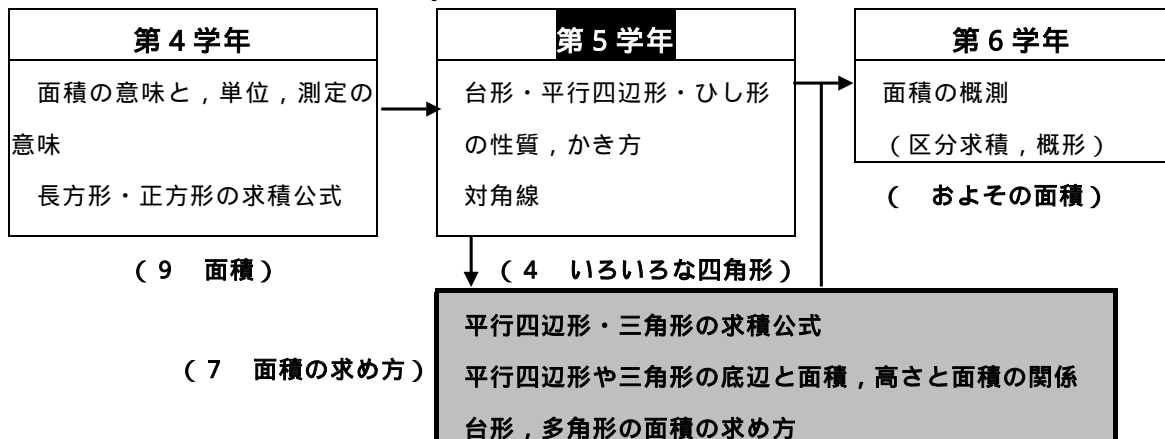 第4学年
面積の意味と，単位，測定の
意味
長方形・正方形の求積公式
（9　面積）
第5学年
台形・平行四辺形・ひし形
の性質，かき方
対角線
（4　いろいろな四角形）
第6学年
面積の概測
（区分求積，概形）
（　およその面積）
（7　面積の求め方）
平行四辺形・三角形の求積公式
平行四辺形や三角形の底辺と面積，高さと面積の関係
台形，多角形の面積の求め方